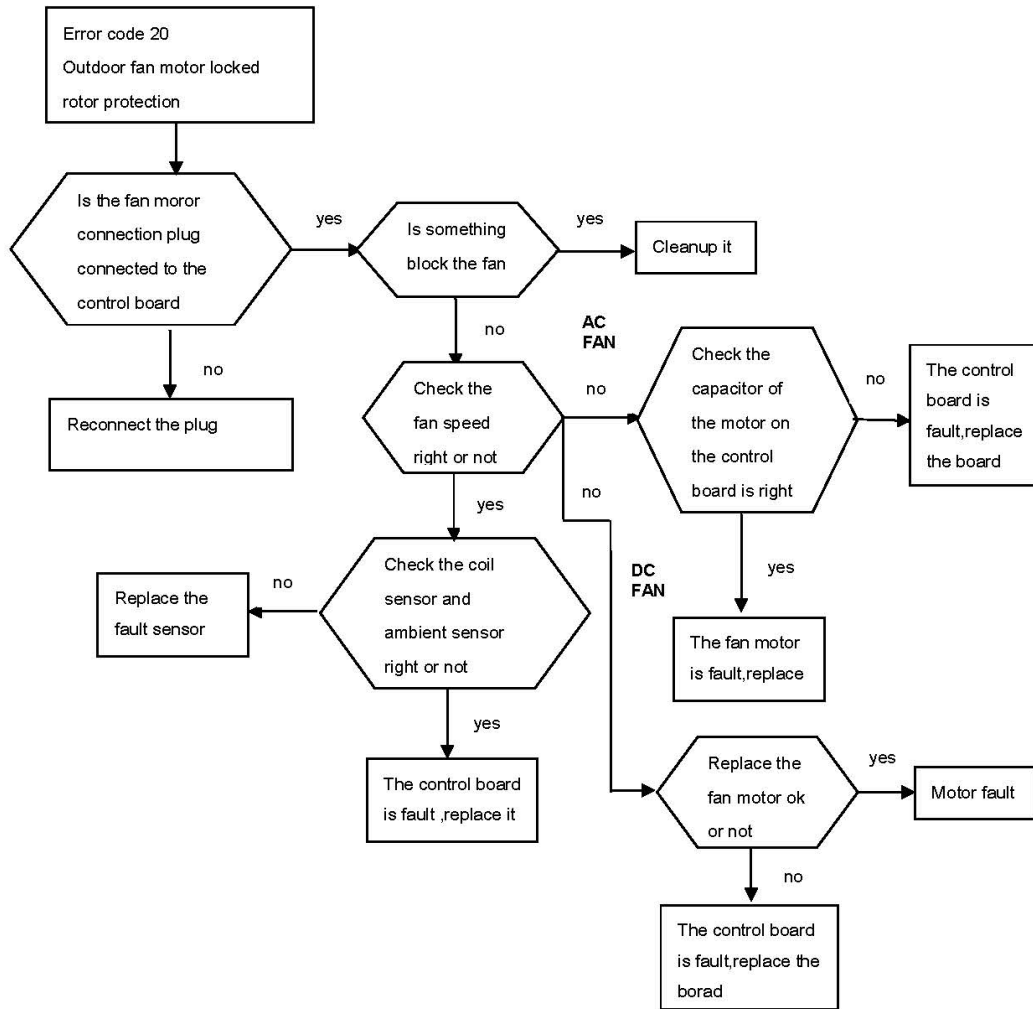 Error code 20
Outdoor fan motor locked
rotor protection
Is the fan moror
connection plug
connected to the
control board
yes
Is something
block the fan
yes
Cleanup it
no
Reconnect the plug
no
AC
FAN
Check the
fan speed
right or not
no
Check the
capacitor of
the motor on
the control
board is right
no
The control
board is
fault,replace
the board
yes
no
DC
FAN
yes
The fan motor
is fault,replace
Check the coil
sensor and
ambient sensor
right or not
no
Replace the
fault sensor
yes
The control board
is fault ,replace it
Replace the
fan motor ok
or not
yes
Motor fault
no
The control board
is fault,replace the
borad